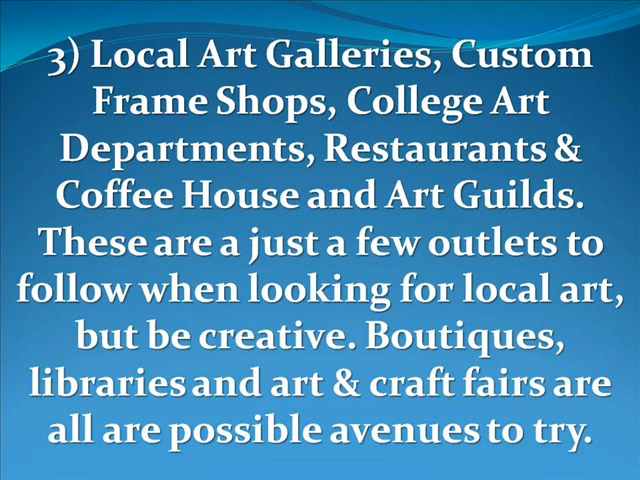 3) Local Art Galleries, Custom
Frame Shops, College Art
Departments, Restaurants &
Coffee House and Art Guilds.
These are a just a few outlets to
follow when looking for local art,
but be creative. Boutiques,
libraries and art & craft fairs are
all are possible avenues to try.